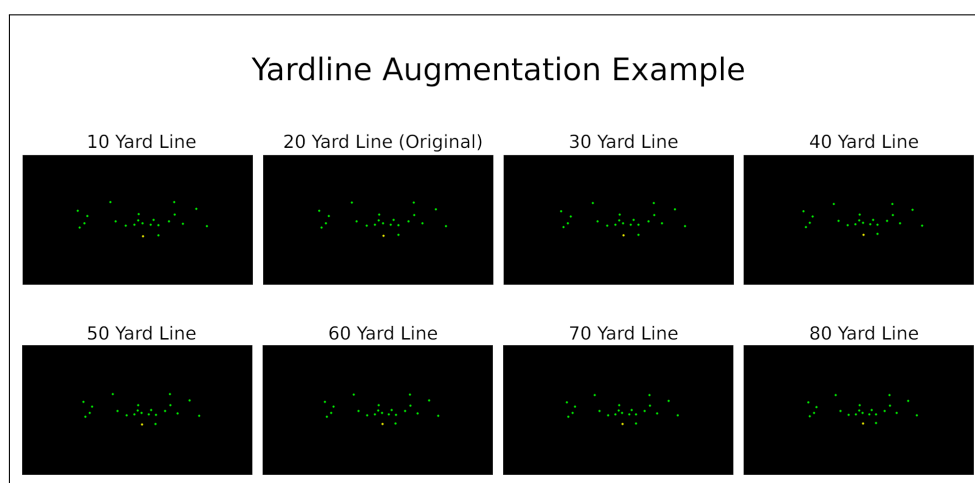 Yardline Augmentation Example
10 Yard Line
20 Yard Line (Original)
30 Yard Line
40 Yard Line
50 Yard Line
60 Yard Line
70 Yard Line
80 Yard Line